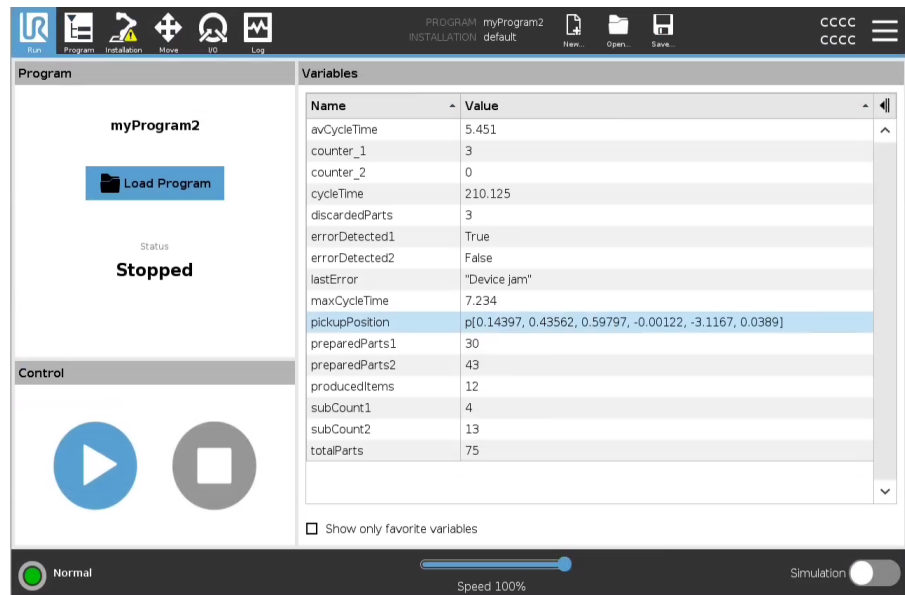 UR
PROGRAM myProgram2
INSTALLATION default
CCCC
CCCC
Run Program Installation Move I/O Log New... Open... Save...
Program
myProgram2
Load Program
Status
Stopped
Control
Variables
Name Value
avCycleTime 5.451
counter_1 3
counter_2 0
cycleTime 210.125
discardedParts 3
errorDetected1 True
errorDetected2 False
lastError "Device jam"
maxCycleTime 7.234
pickupPosition p[0.14397, 0.43562, 0.59797, -0.00122, -3.1167, 0.0389]
preparedParts1 30
preparedParts2 43
producedItems 12
subCount1 4
subCount2 13
totalParts 75
Show only favorite variables
Normal
Speed 100%
Simulation